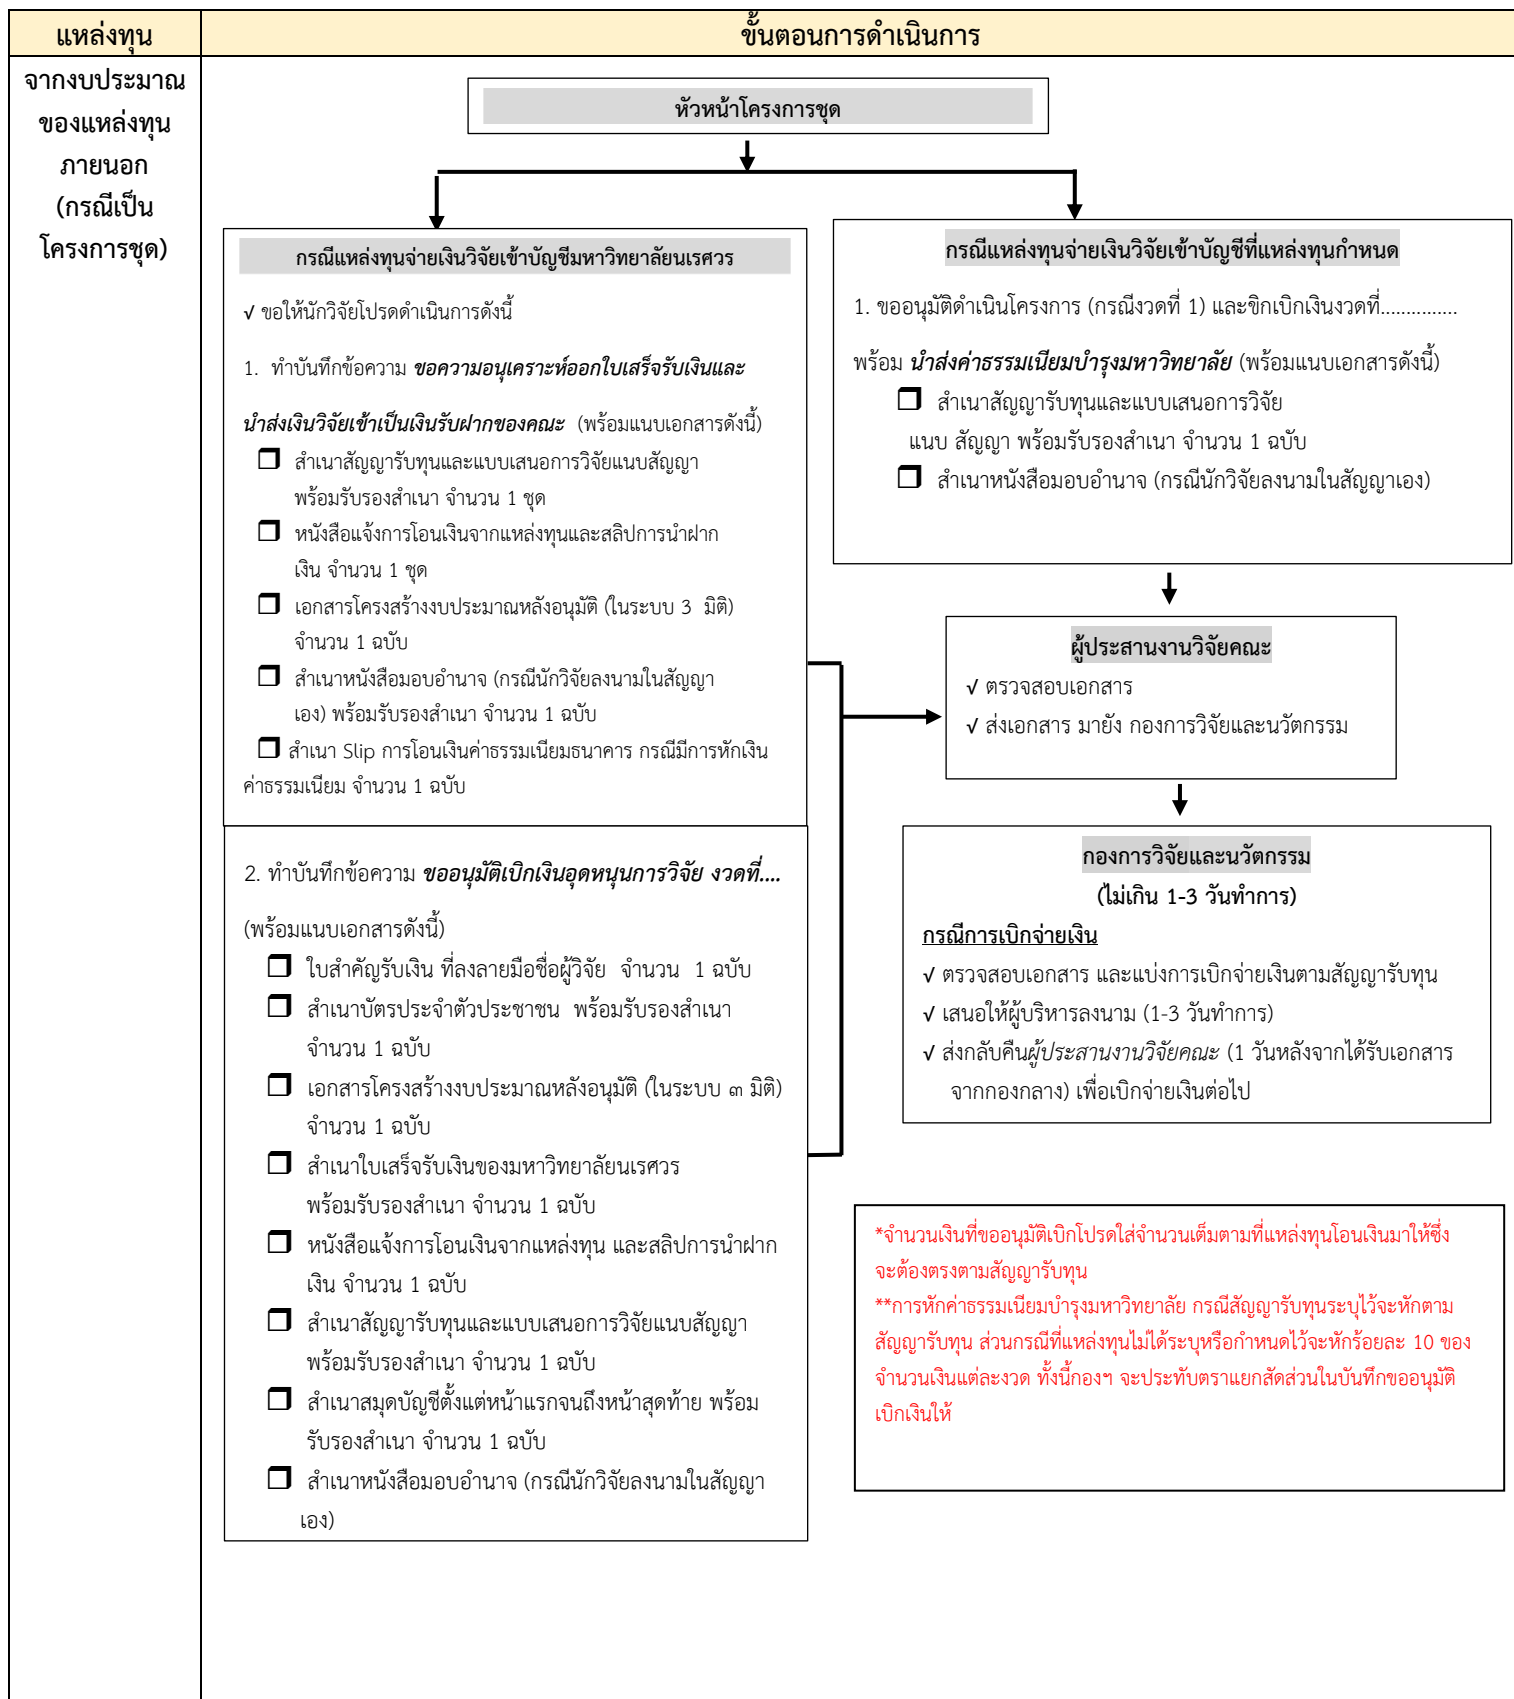 แหล่งทุน
ขั้นตอนการดำเนินการ
จากงบประมาณ
ของแหล่งทุน
ภายนอก
(กรณีเป็น
โครงการชุด)
หัวหน้าโครงการชุด
กรณีแหล่งทุนจ่ายเงินวิจัยเข้าบัญชีมหาวิทยาลัยนเรศวร
√ ขอให้นักวิจัยโปรดดำเนินการดังนี้
1. ทำบันทึกข้อความ ขอความอนุเคราะห์ออกใบเสร็จรับเงินและ
นำส่งเงินวิจัยเข้าเป็นเงินรับฝากของคณะ (พร้อมแนบเอกสารดังนี้)
❒ สำเนาสัญญารับทุนและแบบเสนอการวิจัยแนบสัญญา
พร้อมรับรองสำเนา จำนวน 1 ชุด
❒ หนังสือแจ้งการโอนเงินจากแหล่งทุนและสลิปการนำฝาก
เงิน จำนวน 1 ชุด
❒ เอกสารโครงสร้างงบประมาณหลังอนุมัติ (ในระบบ 3 มิติ)
จำนวน 1 ฉบับ
❒ สำเนาหนังสือมอบอำนาจ (กรณีนักวิจัยลงนามในสัญญา
เอง) พร้อมรับรองสำเนา จำนวน 1 ฉบับ
❒ สำเนา Slip การโอนเงินค่าธรรมเนียมธนาคาร กรณีมีการหักเงิน
ค่าธรรมเนียม จำนวน 1 ฉบับ
2. ทำบันทึกข้อความ ขออนุมัติเบิกเงินอุดหนุนการวิจัย งวดที่....
(พร้อมแนบเอกสารดังนี้)
❒ ใบสำคัญรับเงิน ที่ลงลายมือชื่อผู้วิจัย จำนวน 1 ฉบับ
❒ สำเนาบัตรประจำตัวประชาชน พร้อมรับรองสำเนา
จำนวน 1 ฉบับ
❒ เอกสารโครงสร้างงบประมาณหลังอนุมัติ (ในระบบ ๓ มิติ)
จำนวน 1 ฉบับ
❒ สำเนาใบเสร็จรับเงินของมหาวิทยาลัยนเรศวร
พร้อมรับรองสำเนา จำนวน 1 ฉบับ
❒ หนังสือแจ้งการโอนเงินจากแหล่งทุน และสลิปการนำฝาก
เงิน จำนวน 1 ฉบับ
❒ สำเนาสัญญารับทุนและแบบเสนอการวิจัยแนบสัญญา
พร้อมรับรองสำเนา จำนวน 1 ฉบับ
❒ สำเนาสมุดบัญชีตั้งแต่หน้าแรกจนถึงหน้าสุดท้าย พร้อม
รับรองสำเนา จำนวน 1 ฉบับ
❒ สำเนาหนังสือมอบอำนาจ (กรณีนักวิจัยลงนามในสัญญา
เอง)
กรณีแหล่งทุนจ่ายเงินวิจัยเข้าบัญชีที่แหล่งทุนกำหนด
1. ขออนุมัติดำเนินโครงการ (กรณีงวดที่ 1) และขิกเบิกเงินงวดที่...............
พร้อม นำส่งค่าธรรมเนียมบำรุงมหาวิทยาลัย (พร้อมแนบเอกสารดังนี้)
❒ สำเนาสัญญารับทุนและแบบเสนอการวิจัย
แนบ สัญญา พร้อมรับรองสำเนา จำนวน 1 ฉบับ
❒ สำเนาหนังสือมอบอำนาจ (กรณีนักวิจัยลงนามในสัญญาเอง)
ผู้ประสานงานวิจัยคณะ
√ ตรวจสอบเอกสาร
√ ส่งเอกสาร มายัง กองการวิจัยและนวัตกรรม
กองการวิจัยและนวัตกรรม
(ไม่เกิน 1-3 วันทำการ)
กรณีการเบิกจ่ายเงิน
√ ตรวจสอบเอกสาร และแบ่งการเบิกจ่ายเงินตามสัญญารับทุน
√ เสนอให้ผู้บริหารลงนาม (1-3 วันทำการ)
√ ส่งกลับคืนผู้ประสานงานวิจัยคณะ (1 วันหลังจากได้รับเอกสาร
จากกองกลาง) เพื่อเบิกจ่ายเงินต่อไป
*จำนวนเงินที่ขออนุมัติเบิกโปรดใส่จำนวนเต็มตามที่แหล่งทุนโอนเงินมาให้ซึ่ง
จะต้องตรงตามสัญญารับทุน
**การหักค่าธรรมเนียมบำรุงมหาวิทยาลัย กรณีสัญญารับทุนระบุไว้จะหักตาม
สัญญารับทุน ส่วนกรณีที่แหล่งทุนไม่ได้ระบุหรือกำหนดไว้จะหักร้อยละ 10 ของ
จำนวนเงินแต่ละงวด ทั้งนี้กองฯ จะประทับตราแยกสัดส่วนในบันทึกขออนุมัติ
เบิกเงินให้